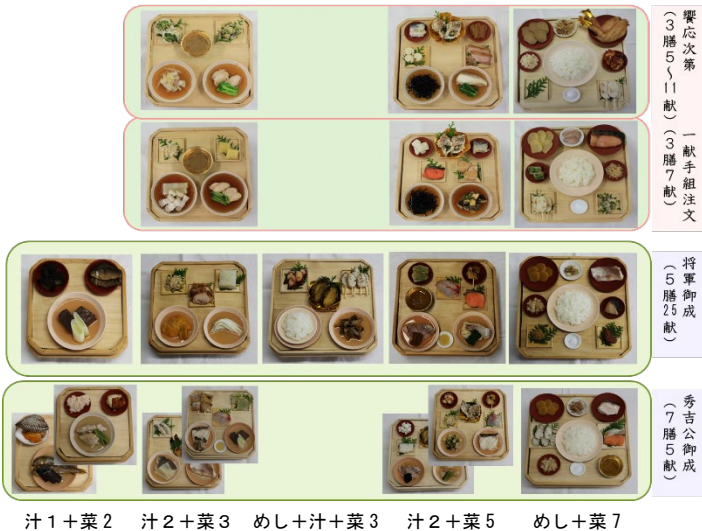 饗応次第
（3膳5～11献）
一献手組注文
（3膳7献）
将軍御成
（5膳25献）
秀吉公御成
（7膳5献）
汁1＋菜2　汁2＋菜3　めし＋汁＋菜3　汁2＋菜5　めし＋菜7